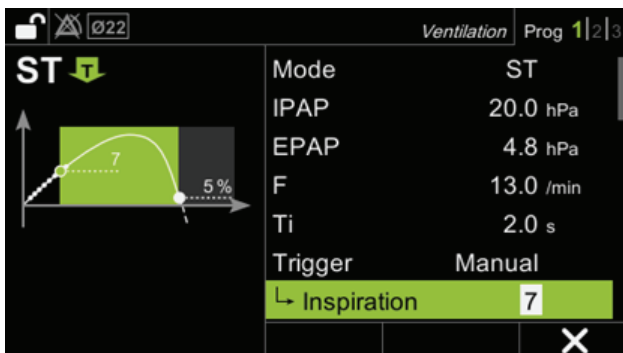 Ø22
Ventilation Prog 1|2|3
ST T
7
5%
Mode ST
IPAP 20.0 hPa
EPAP 4.8 hPa
F 13.0 /min
Ti 2.0 s
Trigger Manual
↳ Inspiration 7